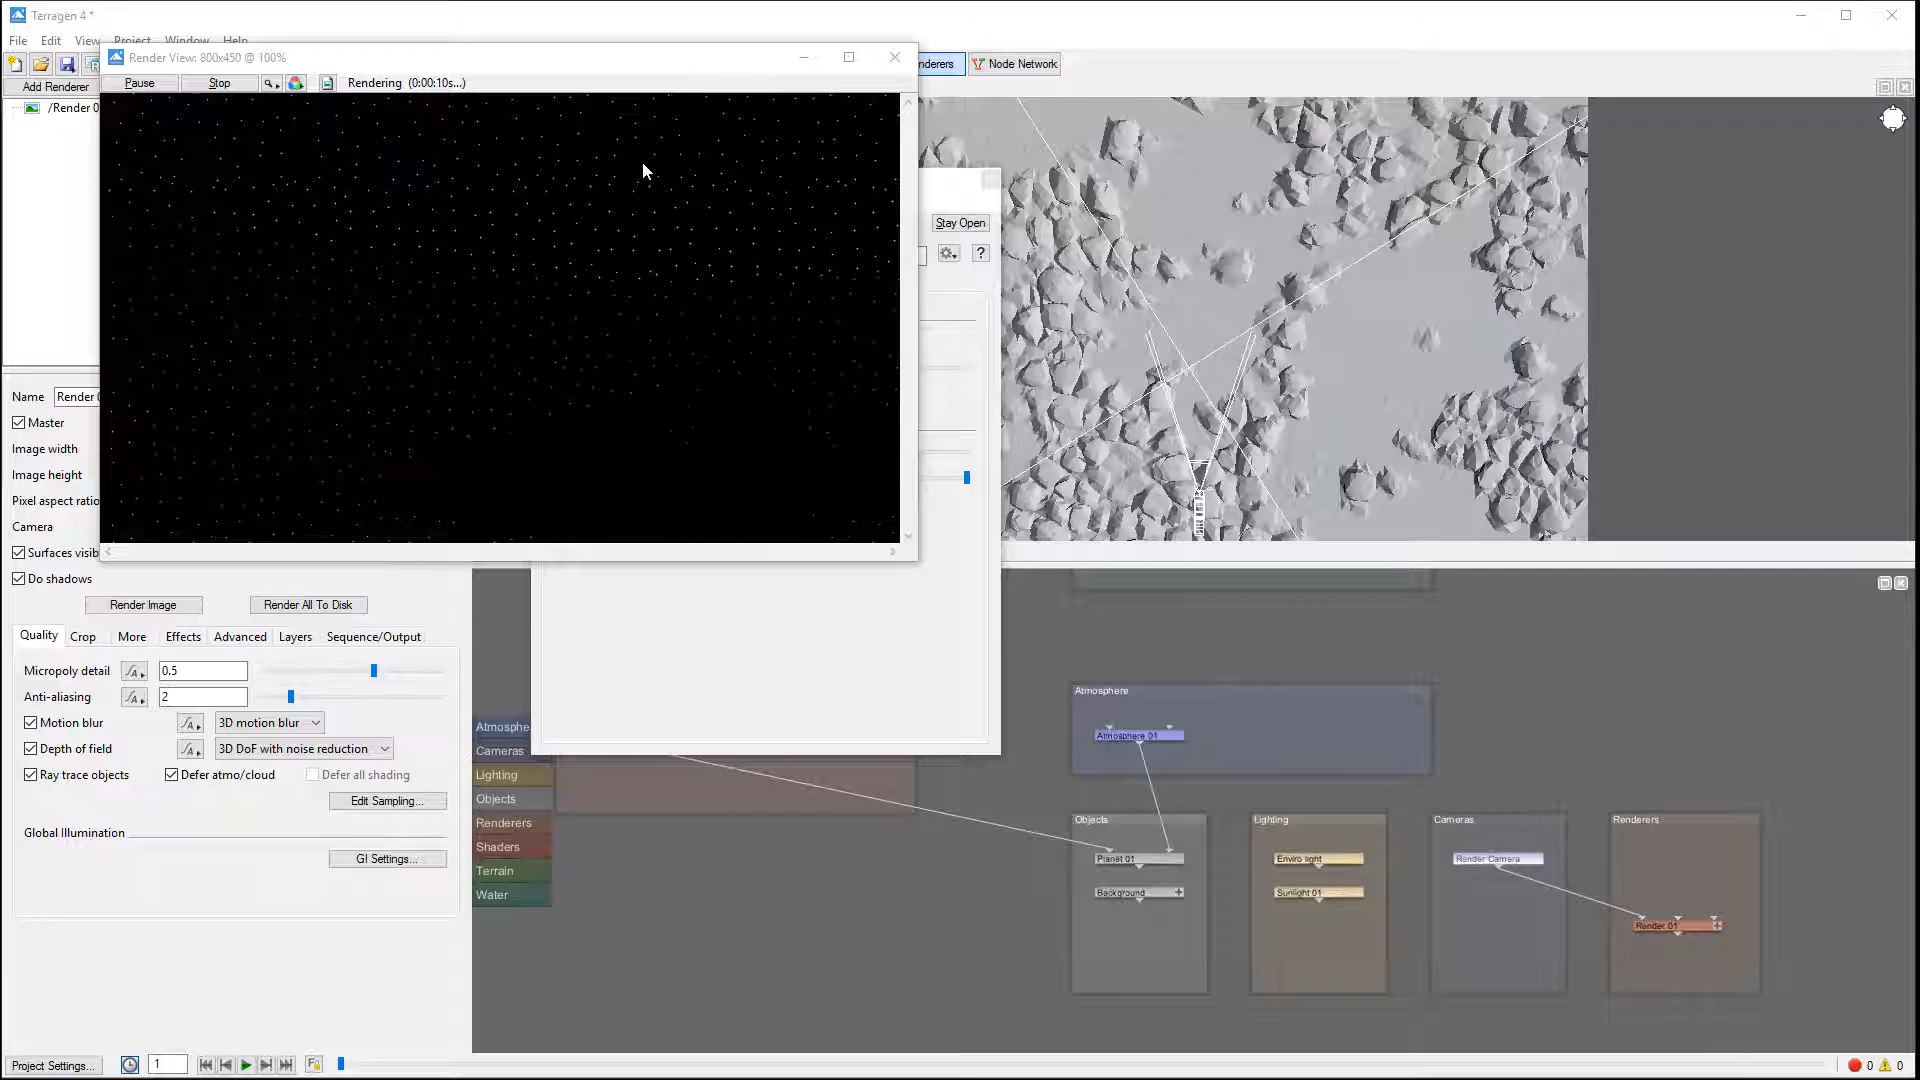 Terragen 4 *
File Edit View Project Window Help
Render View: 800x450 @ 100%
Pause Stop Rendering (0:00:10s...)
nderers Node Network
Add Renderer
/Render 0
Stay Open
?
Name Render 0
Master
Image width
Image height
Pixel aspect ratio
Camera
Surfaces visib
Do shadows
Render Image Render All To Disk
Quality Crop More Effects Advanced Layers Sequence/Output
Micropoly detail 0.5
Anti-aliasing 2
Motion blur 3D motion blur
Depth of field 3D DoF with noise reduction
Ray trace objects Defer atmo/cloud Defer all shading
Edit Sampling...
Global Illumination
GI Settings...
Atmosphe
Cameras
Lighting
Objects
Renderers
Shaders
Terrain
Water
Atmosphere
Atmosphere 01
Objects Lighting Cameras Renderers
Planet 01 Enviro light Render Camera
Background Sunlight 01
Render 01
Project Settings... 1 0 0